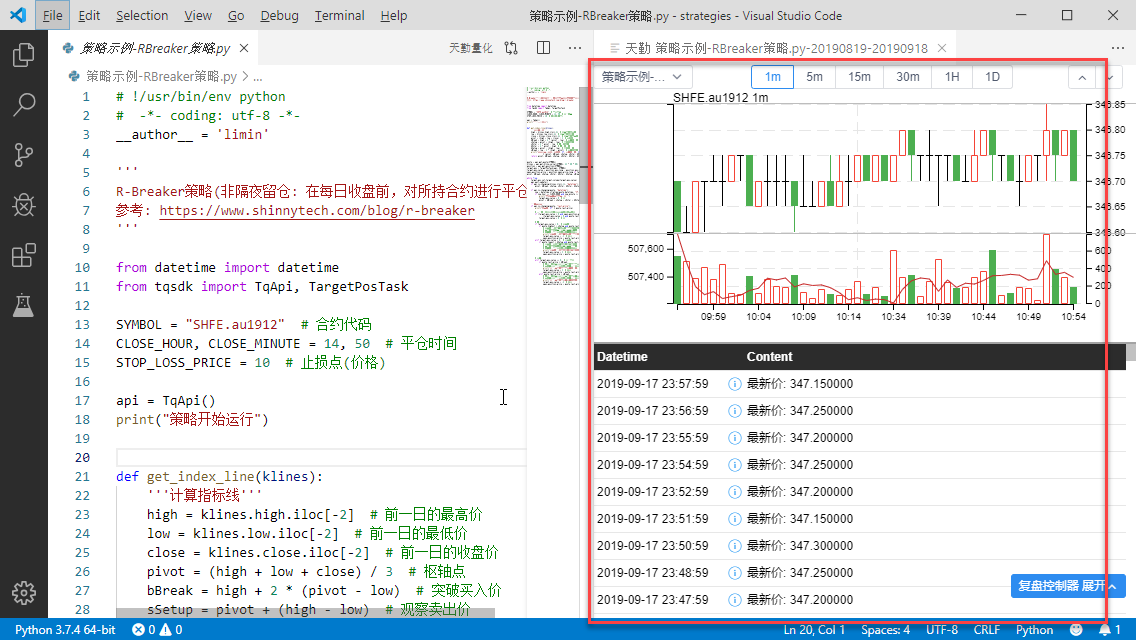 File Edit Selection View Go Debug Terminal Help
策略示例-RBreaker策略.py - strategies - Visual Studio Code
策略示例-RBreaker策略.py
天勤量化
天勤 策略示例-RBreaker策略.py-20190819-20190918
策略示例-RBreaker策略.py > ...
1 # !/usr/bin/env python
2 #  -*- coding: utf-8 -*-
3 __author__ = 'limin'
4
5 '''
6 R-Breaker策略(非隔夜留仓: 在每日收盘前，对所持合约进行平仓
7 参考: https://www.shinnytech.com/blog/r-breaker
8 '''
9
10 from datetime import datetime
11 from tqsdk import TqApi, TargetPosTask
12
13 SYMBOL = "SHFE.au1912"  # 合约代码
14 CLOSE_HOUR, CLOSE_MINUTE = 14, 50  # 平仓时间
15 STOP_LOSS_PRICE = 10  # 止损点(价格)
16
17 api = TqApi()
18 print("策略开始运行")
19
20
21 def get_index_line(klines):
22     '''计算指标线'''
23     high = klines.high.iloc[-2]  # 前一日的最高价
24     low = klines.low.iloc[-2]  # 前一日的最低价
25     close = klines.close.iloc[-2]  # 前一日的收盘价
26     pivot = (high + low + close) / 3  # 枢轴点
27     bBreak = high + 2 * (pivot - low)  # 突破买入价
28     sSetup = pivot + (high - low)  # 观察卖出价
策略示例-...
1m 5m 15m 30m 1H 1D
SHFE.au1912 1m
346.85
346.80
346.75
346.70
346.65
346.60
507,600
507,400
600
400
200
0
09:59 10:04 10:09 10:14 10:34 10:39 10:44 10:49 10:54
Datetime Content
2019-09-17 23:57:59 最新价: 347.150000
2019-09-17 23:56:59 最新价: 347.250000
2019-09-17 23:55:59 最新价: 347.200000
2019-09-17 23:54:59 最新价: 347.250000
2019-09-17 23:52:59 最新价: 347.200000
2019-09-17 23:51:59 最新价: 347.150000
2019-09-17 23:50:59 最新价: 347.300000
2019-09-17 23:48:59 最新价: 347.250000
2019-09-17 23:47:59 最新价: 347.200000
复盘控制器 展开
Python 3.7.4 64-bit 0 0 Ln 20, Col 1 Spaces: 4 UTF-8 CRLF Python 1